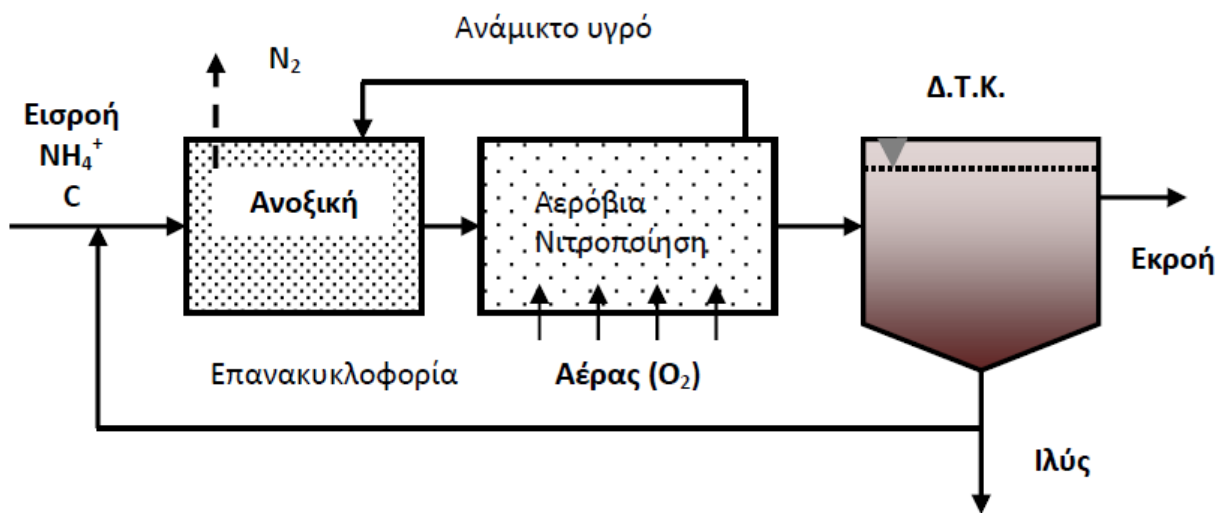 Ανάμικτο υγρό
N₂
Δ.Τ.Κ.
Εισροή
NH₄⁺
C
Ανοξική
Αερόβια
Νιτροποίηση
Εκροή
Επανακυκλοφορία
Αέρας (O₂)
Ιλύς